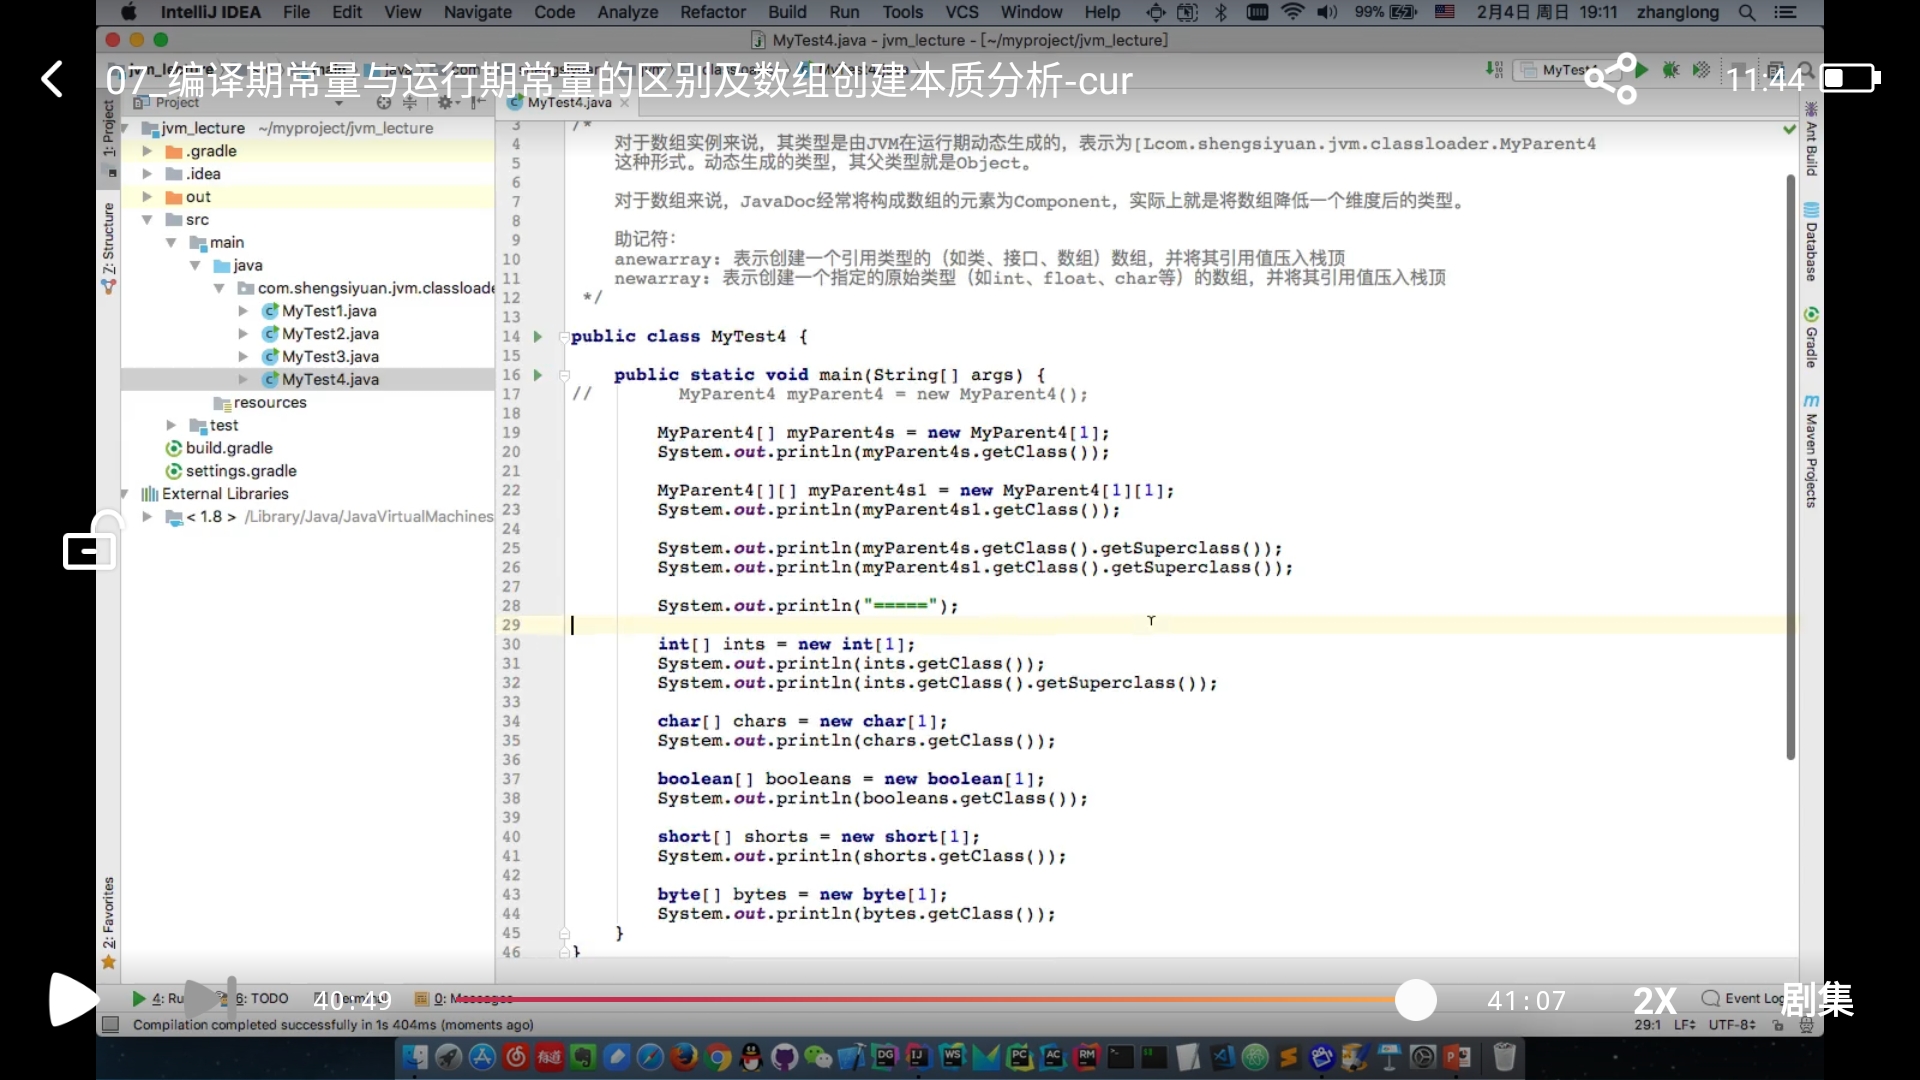 IntelliJ IDEA File Edit View Navigate Code Analyze Refactor Build Run Tools VCS Window Help 99% 2月4日 周日 19:11 zhanglong
MyTest4.java - jvm_lecture - [~/myproject/jvm_lecture]
07_编译期常量与运行期常量的区别及数组创建本质分析-cur
MyTest4
11:44
Project
MyTest4.java
1: Project
Z: Structure
2: Favorites
jvm_lecture ~/myproject/jvm_lecture
.gradle
.idea
out
src
main
java
com.shengsiyuan.jvm.classloade
MyTest1.java
MyTest2.java
MyTest3.java
MyTest4.java
resources
test
build.gradle
settings.gradle
External Libraries
< 1.8 > /Library/Java/JavaVirtualMachines
3 /*
4 对于数组实例来说，其类型是由JVM在运行期动态生成的，表示为[Lcom.shengsiyuan.jvm.classloader.MyParent4
5 这种形式。动态生成的类型，其父类型就是Object。
6
7 对于数组来说，JavaDoc经常将构成数组的元素为Component，实际上就是将数组降低一个维度后的类型。
8
9 助记符：
10 anewarray: 表示创建一个引用类型的（如类、接口、数组）数组，并将其引用值压入栈顶
11 newarray: 表示创建一个指定的原始类型（如int、float、char等）的数组，并将其引用值压入栈顶
12 */
13
14 public class MyTest4 {
15
16 public static void main(String[] args) {
17 // MyParent4 myParent4 = new MyParent4();
18
19 MyParent4[] myParent4s = new MyParent4[1];
20 System.out.println(myParent4s.getClass());
21
22 MyParent4[][] myParent4s1 = new MyParent4[1][1];
23 System.out.println(myParent4s1.getClass());
24
25 System.out.println(myParent4s.getClass().getSuperclass());
26 System.out.println(myParent4s1.getClass().getSuperclass());
27
28 System.out.println("=====");
29
30 int[] ints = new int[1];
31 System.out.println(ints.getClass());
32 System.out.println(ints.getClass().getSuperclass());
33
34 char[] chars = new char[1];
35 System.out.println(chars.getClass());
36
37 boolean[] booleans = new boolean[1];
38 System.out.println(booleans.getClass());
39
40 short[] shorts = new short[1];
41 System.out.println(shorts.getClass());
42
43 byte[] bytes = new byte[1];
44 System.out.println(bytes.getClass());
45 }
46 }
Ant Build
Database
Gradle
m Maven Projects
4: Ru 6: TODO Terminal 0: Messages Event Log
40:49 41:07 2X 剧集
Compilation completed successfully in 1s 404ms (moments ago) 29:1 LF UTF-8
有道 DG IJ WS PC AC RM P